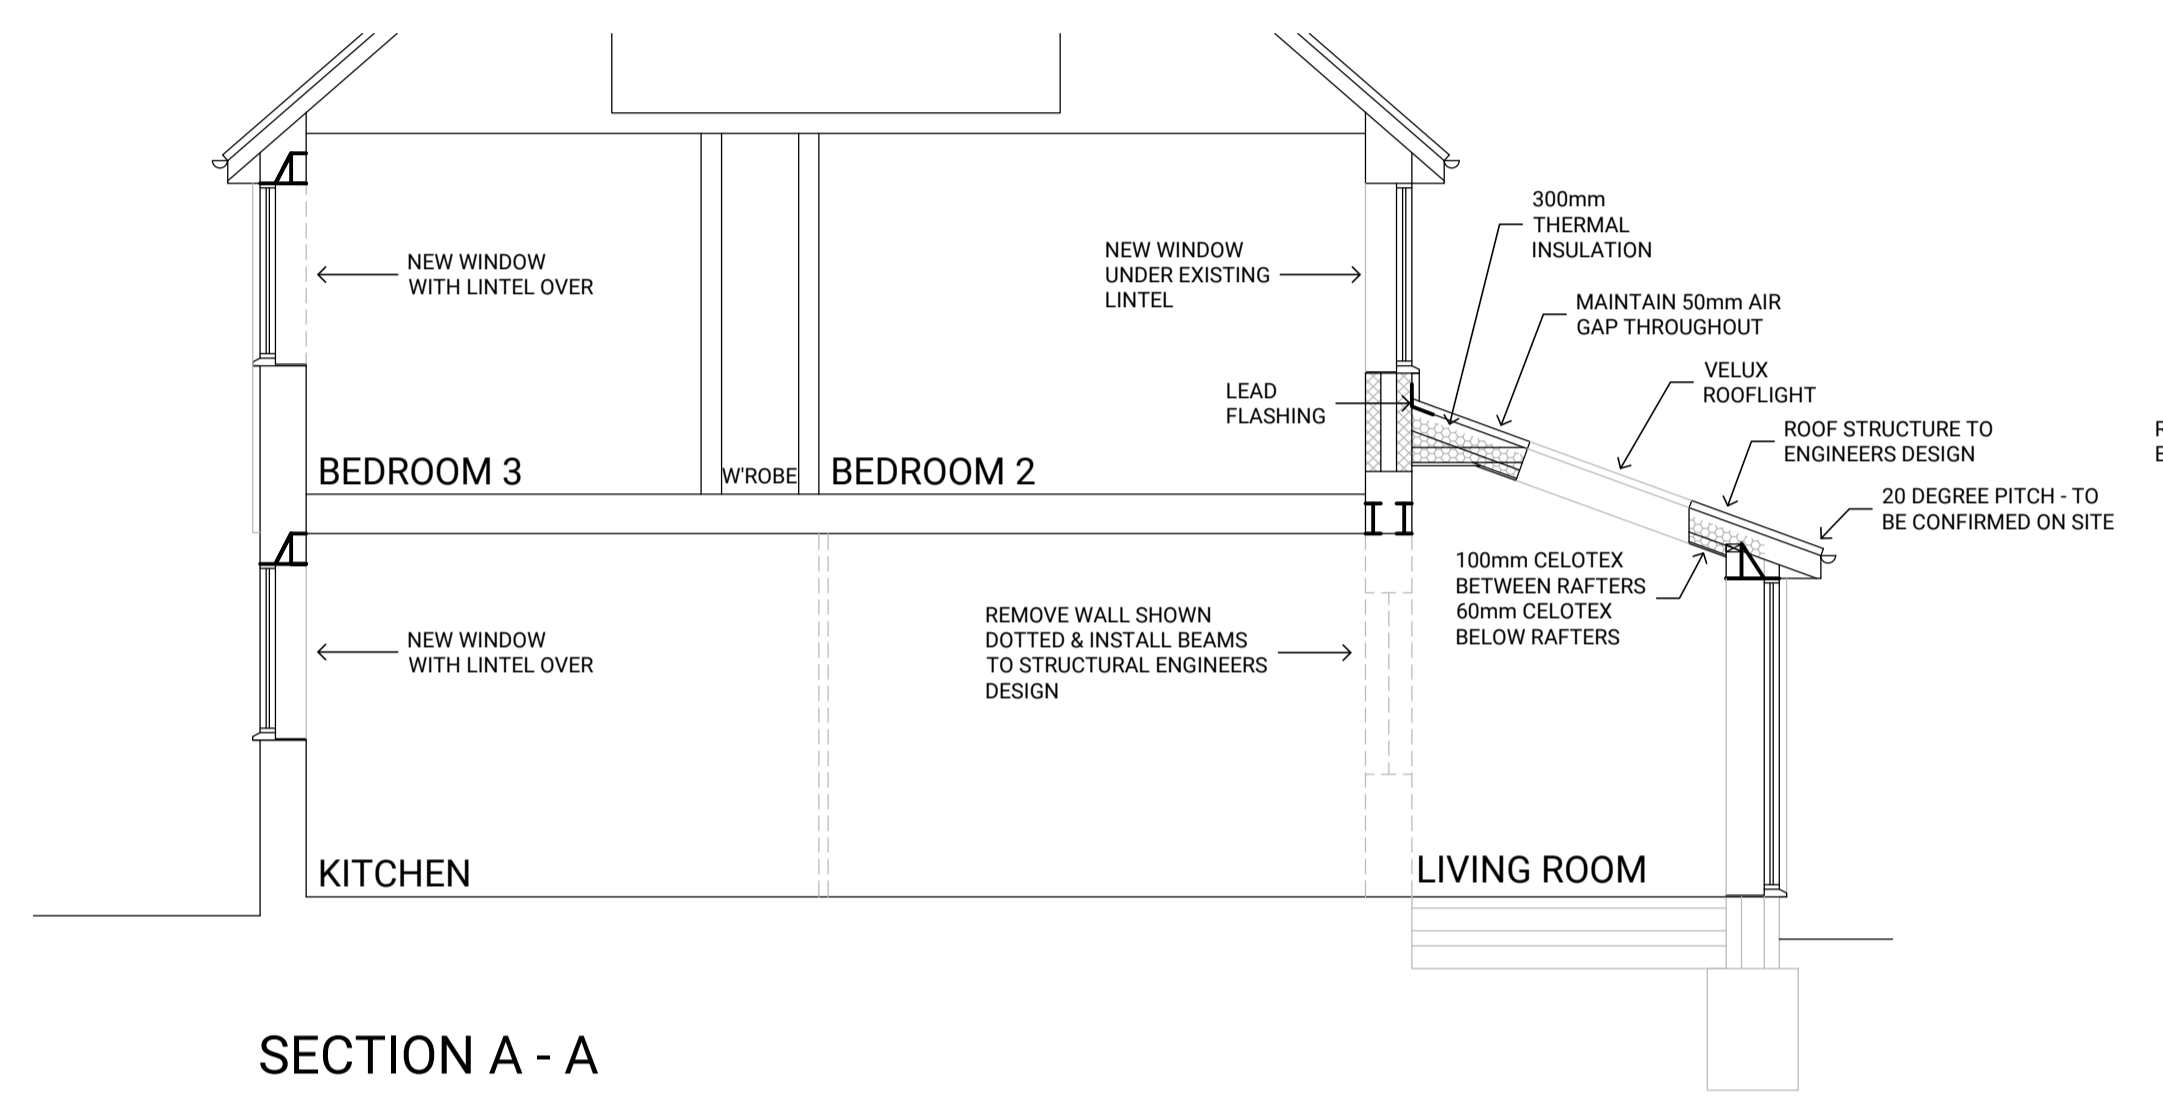 300mm
THERMAL
INSULATION
NEW WINDOW
WITH LINTEL OVER
NEW WINDOW
UNDER EXISTING
LINTEL
MAINTAIN 50mm AIR
GAP THROUGHOUT
VELUX
ROOFLIGHT
LEAD
FLASHING
ROOF STRUCTURE TO
ENGINEERS DESIGN
BEDROOM 3
W'ROBE
BEDROOM 2
20 DEGREE PITCH - TO
BE CONFIRMED ON SITE
100mm CELOTEX
BETWEEN RAFTERS
60mm CELOTEX
BELOW RAFTERS
NEW WINDOW
WITH LINTEL OVER
REMOVE WALL SHOWN
DOTTED & INSTALL BEAMS
TO STRUCTURAL ENGINEERS
DESIGN
KITCHEN
LIVING ROOM
SECTION A - A